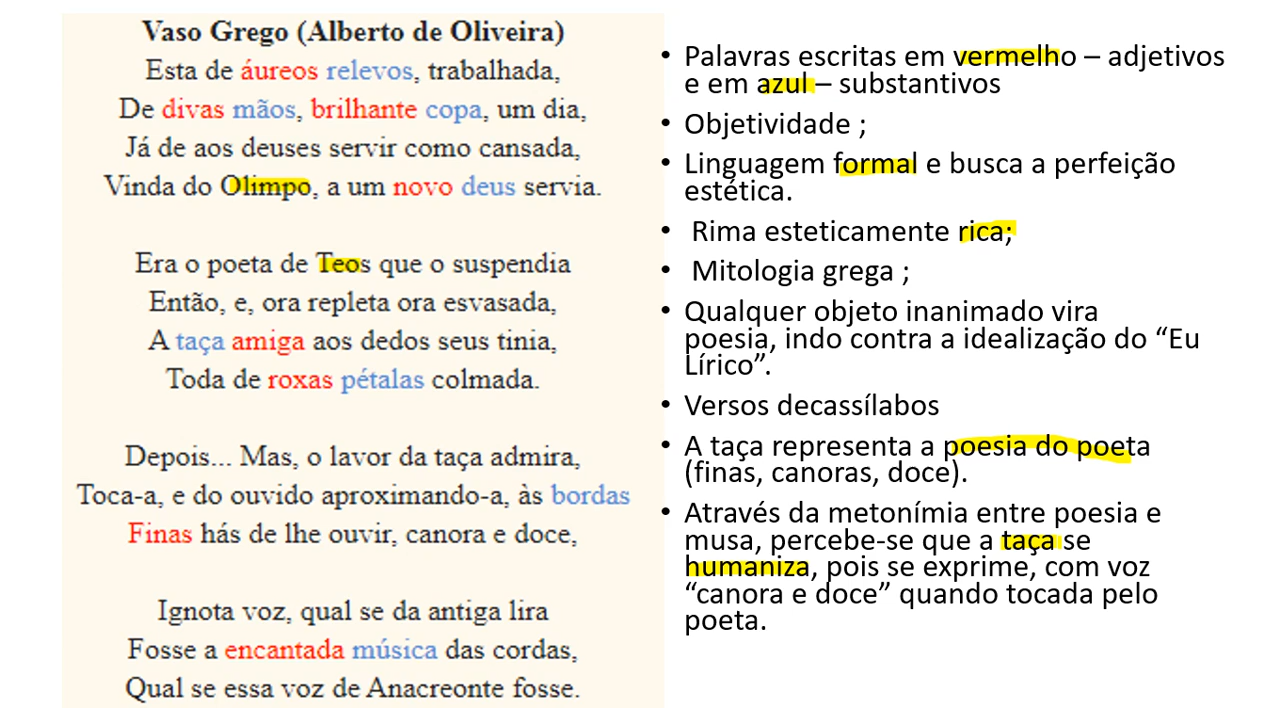 Vaso Grego (Alberto de Oliveira)
Esta de áureos relevos, trabalhada,
De divas mãos, brilhante copa, um dia,
Já de aos deuses servir como cansada,
Vinda do Olimpo, a um novo deus servia.
Era o poeta de Teos que o suspendia
Então, e, ora repleta ora esvasada,
A taça amiga aos dedos seus tinia,
Toda de roxas pétalas colmada.
Depois... Mas, o lavor da taça admira,
Toca-a, e do ouvido aproximando-a, às bordas
Finas hás de lhe ouvir, canora e doce,
Ignota voz, qual se da antiga lira
Fosse a encantada música das cordas,
Qual se essa voz de Anacreonte fosse.
• Palavras escritas em vermelho – adjetivos
e em azul – substantivos
• Objetividade ;
• Linguagem formal e busca a perfeição
estética.
• Rima esteticamente rica;
• Mitologia grega ;
• Qualquer objeto inanimado vira
poesia, indo contra a idealização do “Eu
Lírico”.
• Versos decassílabos
• A taça representa a poesia do poeta
(finas, canoras, doce).
• Através da metonímia entre poesia e
musa, percebe-se que a taça se
humaniza, pois se exprime, com voz
“canora e doce” quando tocada pelo
poeta.